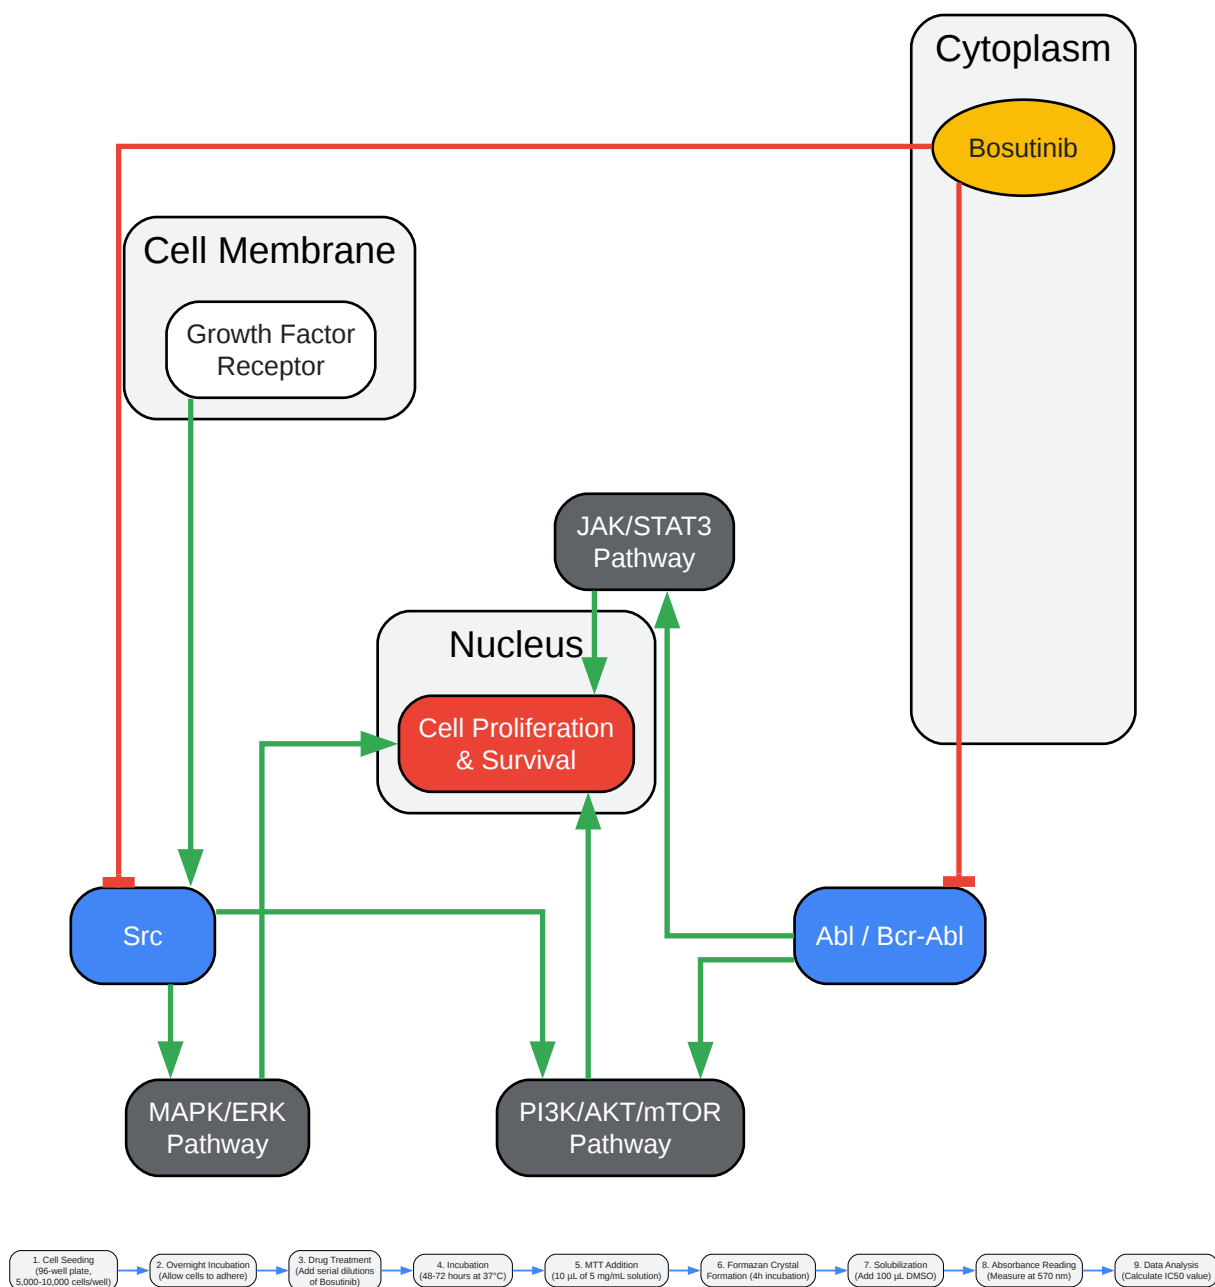 Cytoplasm
Bosutinib
Cell Membrane
Growth Factor
Receptor
JAK/STAT3
Pathway
Nucleus
Cell Proliferation
& Survival
Src
Abl / Bcr-Abl
MAPK/ERK
Pathway
PI3K/AKT/mTOR
Pathway
1. Cell Seeding
(96-well plate,
5,000-10,000 cells/well)
2. Overnight Incubation
(Allow cells to adhere)
3. Drug Treatment
(Add serial dilutions
of Bosutinib)
4. Incubation
(48-72 hours at 37°C)
5. MTT Addition
(10 µL of 5 mg/mL solution)
6. Formazan Crystal
Formation (4h incubation)
7. Solubilization
(Add 100 µL DMSO)
8. Absorbance Reading
(Measure at 570 nm)
9. Data Analysis
(Calculate IC50 value)